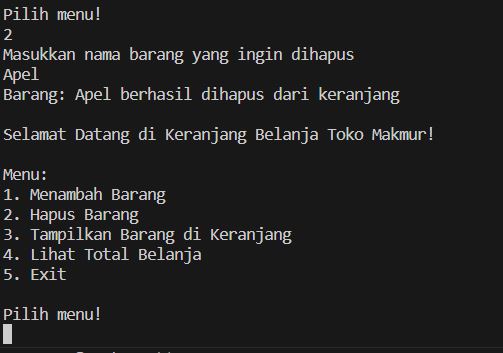 Pilih menu!
2
Masukkan nama barang yang ingin dihapus
Apel
Barang: Apel berhasil dihapus dari keranjang
Selamat Datang di Keranjang Belanja Toko Makmur!
Menu:
1. Menambah Barang
2. Hapus Barang
3. Tampilkan Barang di Keranjang
4. Lihat Total Belanja
5. Exit
Pilih menu!